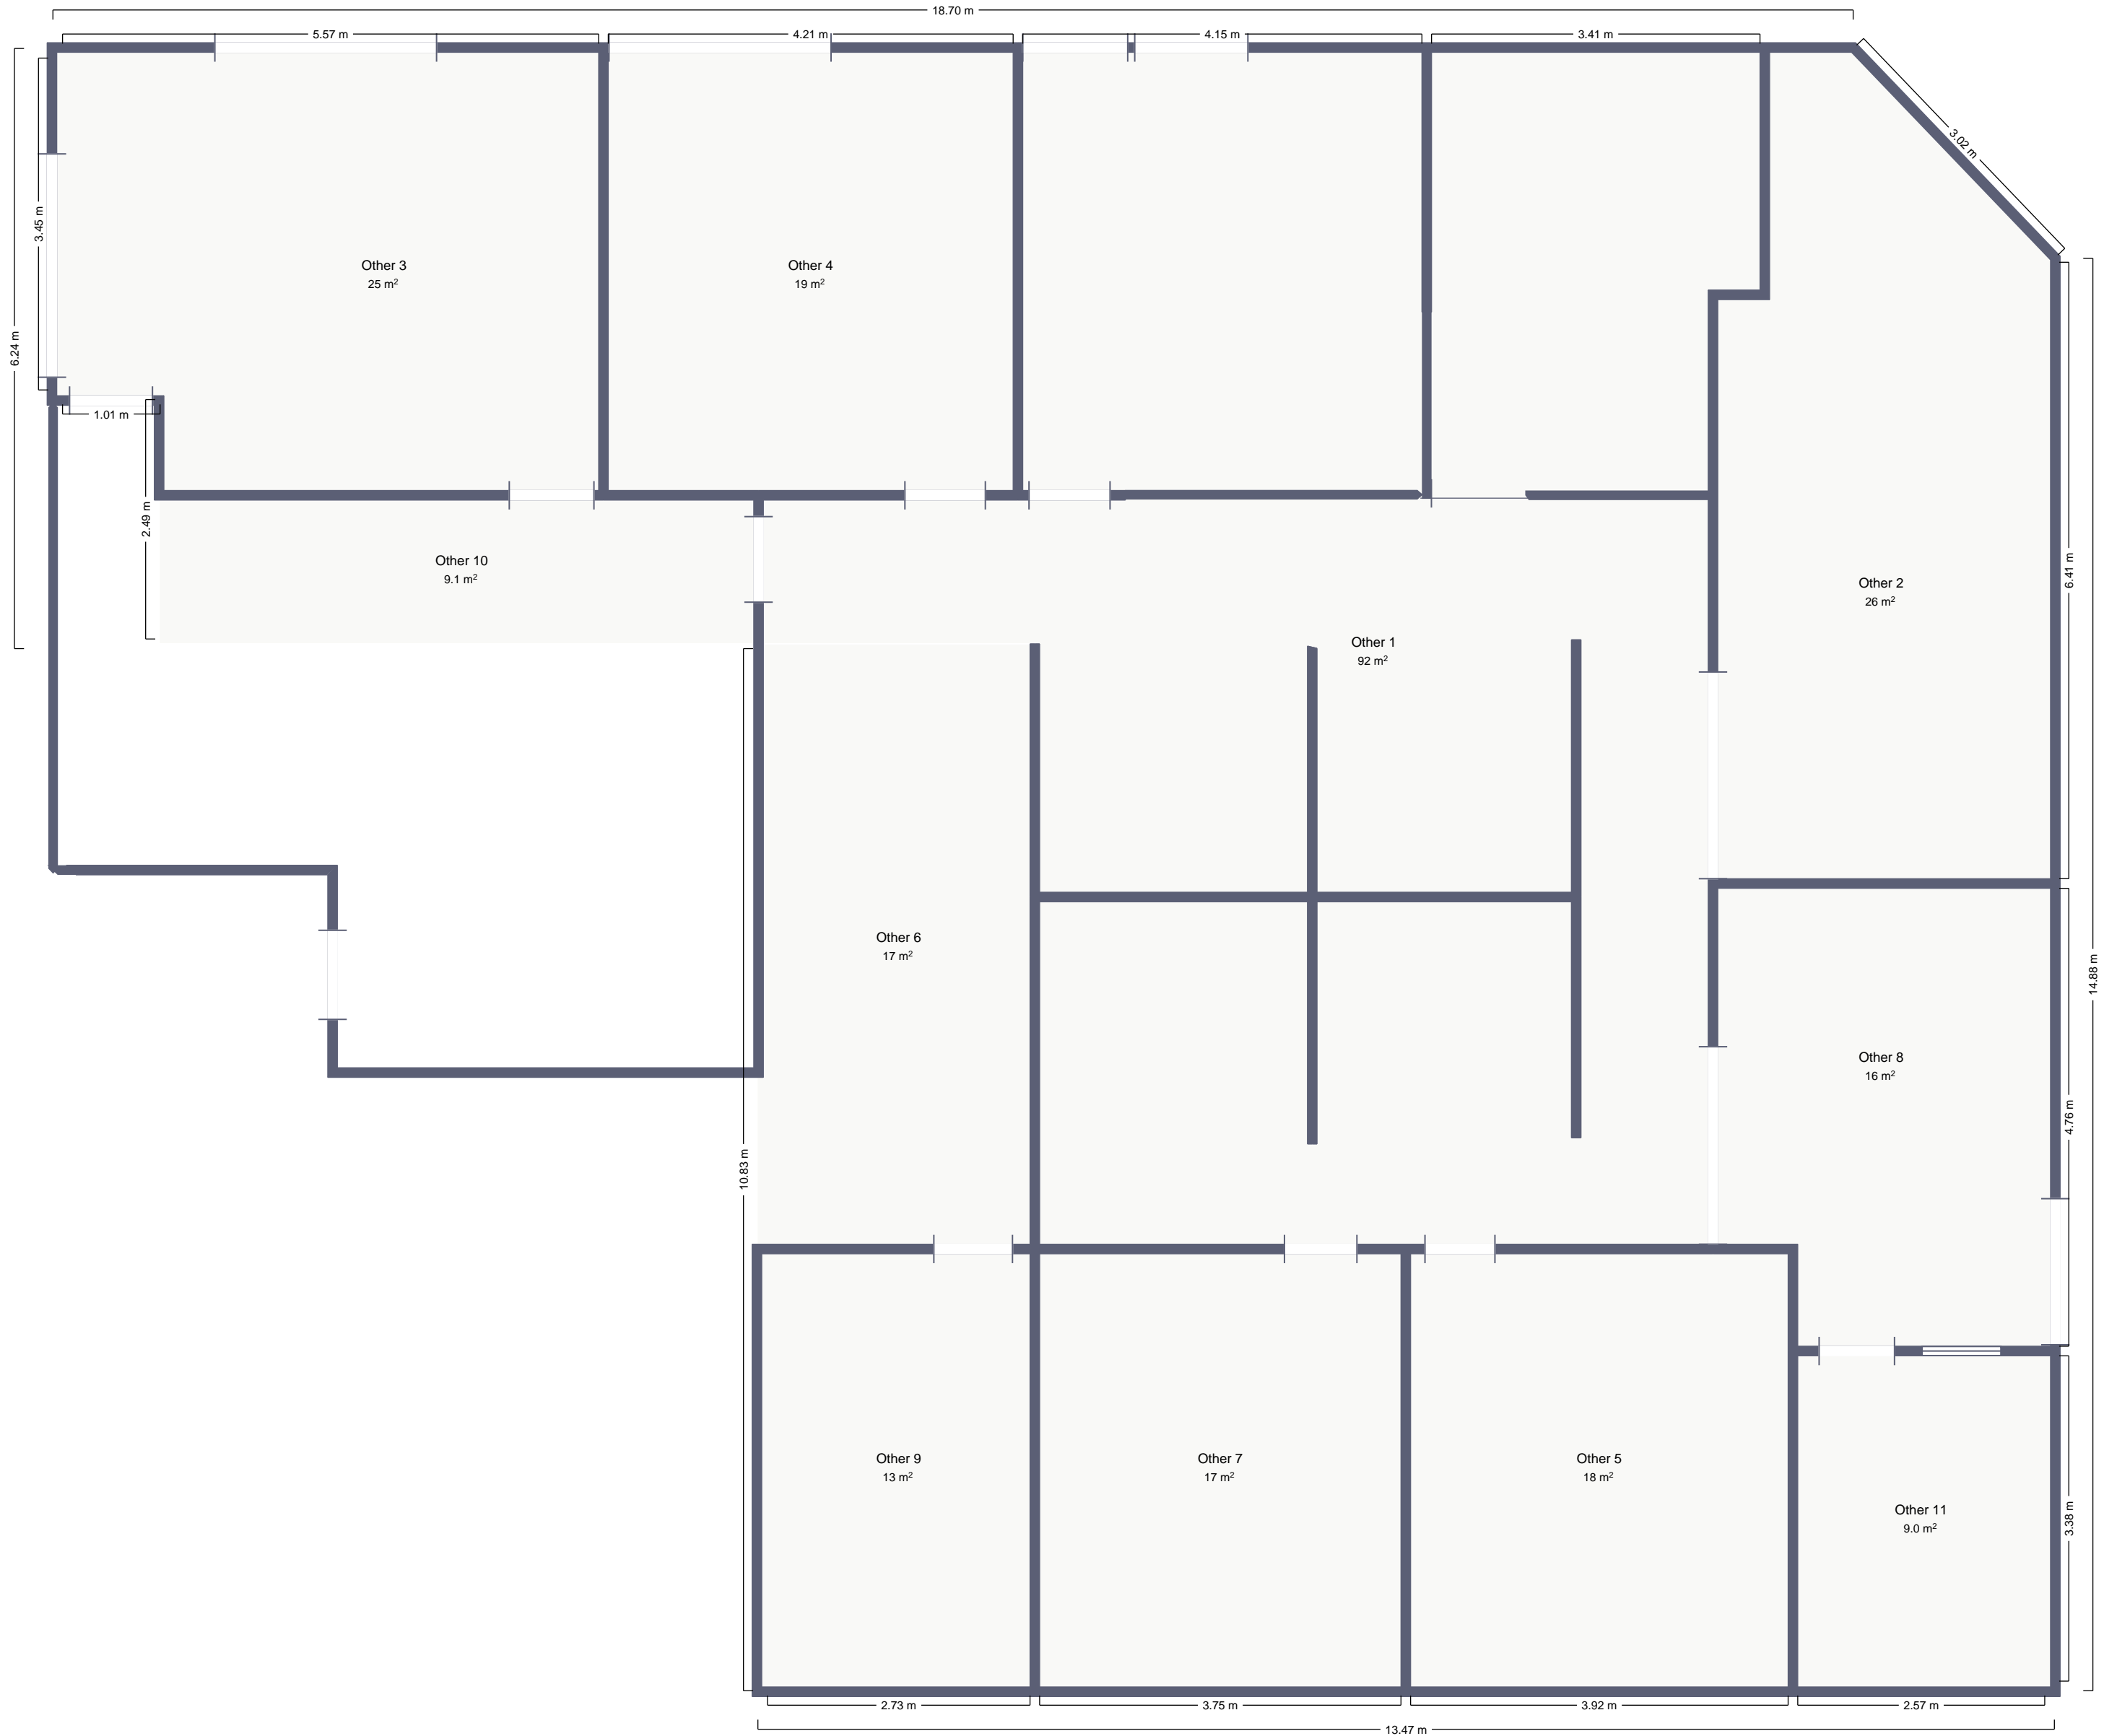 18.70 m
5.57 m
4.21 m
4.15 m
3.41 m
3.02 m
3.45 m
6.24 m
Other 3
25 m²
Other 4
19 m²
1.01 m
2.49 m
Other 10
9.1 m²
Other 2
26 m²
6.41 m
Other 1
92 m²
Other 6
17 m²
14.88 m
Other 8
16 m²
4.76 m
10.83 m
Other 9
13 m²
Other 7
17 m²
Other 5
18 m²
Other 11
9.0 m²
3.38 m
2.73 m
3.75 m
3.92 m
2.57 m
13.47 m